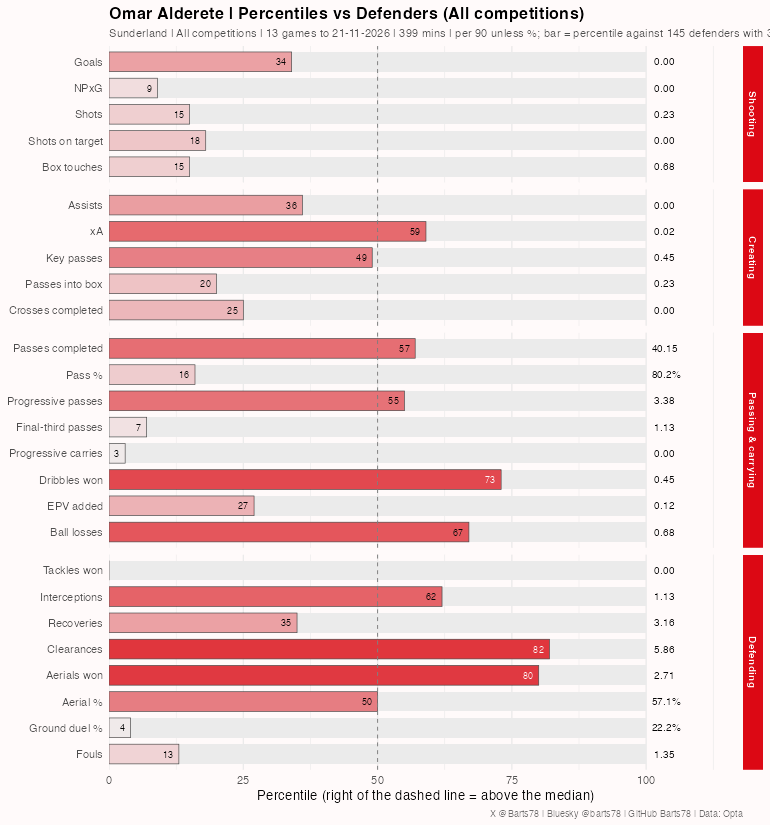 Omar Alderete | Percentiles vs Defenders (All competitions)
Sunderland | All competitions | 13 games to 21-11-2026 | 399 mins | per 90 unless %; bar = percentile against 145 defenders with
Goals 34 0.00
NPxG 9 0.00
Shots 15 0.23
Shots on target 18 0.00
Box touches 15 0.68
Shooting
Assists 36 0.00
xA 59 0.02
Key passes 49 0.45
Passes into box 20 0.23
Crosses completed 25 0.00
Creating
Passes completed 57 40.15
Pass % 16 80.2%
Progressive passes 55 3.38
Final-third passes 7 1.13
Progressive carries 3 0.00
Dribbles won 73 0.45
EPV added 27 0.12
Ball losses 67 0.68
Passing & carrying
Tackles won 0.00
Interceptions 62 1.13
Recoveries 35 3.16
Clearances 82 5.86
Aerials won 80 2.71
Aerial % 50 57.1%
Ground duel % 4 22.2%
Fouls 13 1.35
Defending
0 25 50 75 100
Percentile (right of the dashed line = above the median)
X @Barts78 | Bluesky @barts78 | GitHub Barts78 | Data: Opta